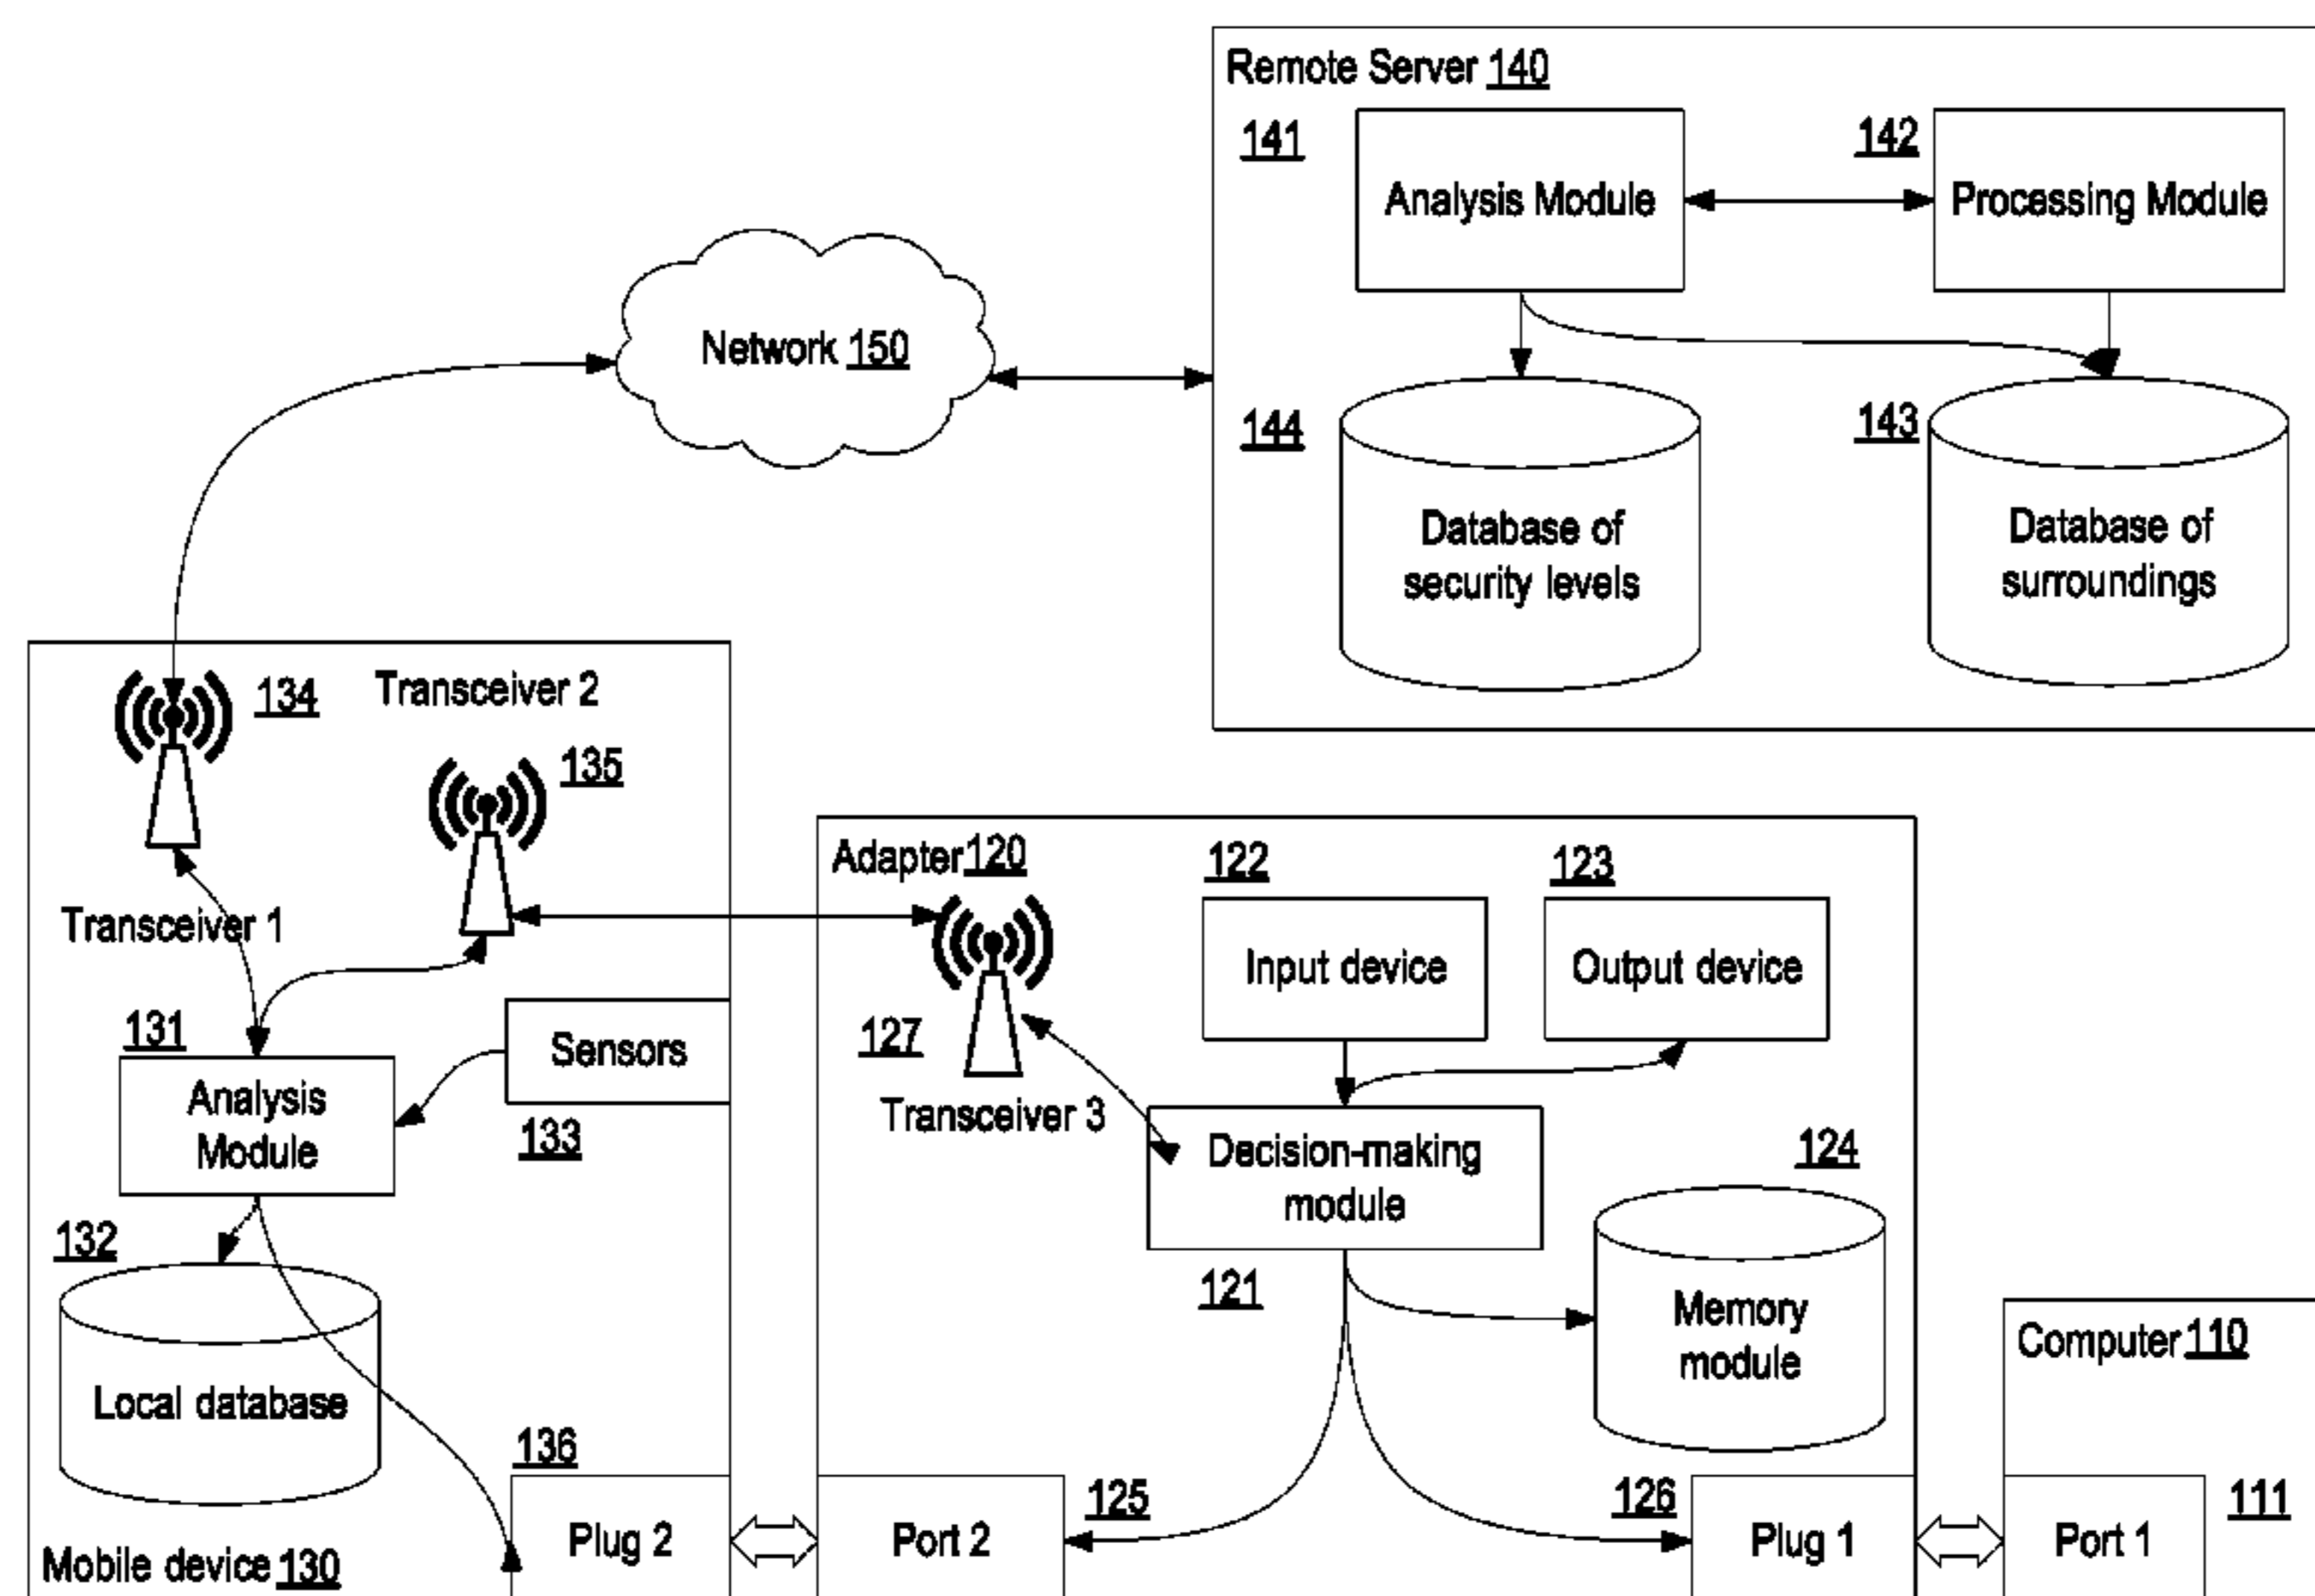 Remote Server 140
141
142
Analysis Module
Processing Module
Network 150
144
143
Database of
security levels
Database of
surroundings
134
Transceiver 2
135
Transceiver 1
131
Sensors
133
Analysis
Module
132
Local database
136
Plug 2
Mobile device 130
Adapter 120
122
123
Input device
Output device
127
Transceiver 3
Decision-making
module
121
124
Memory
module
125
126
Port 2
Plug 1
Computer 110
111
Port 1